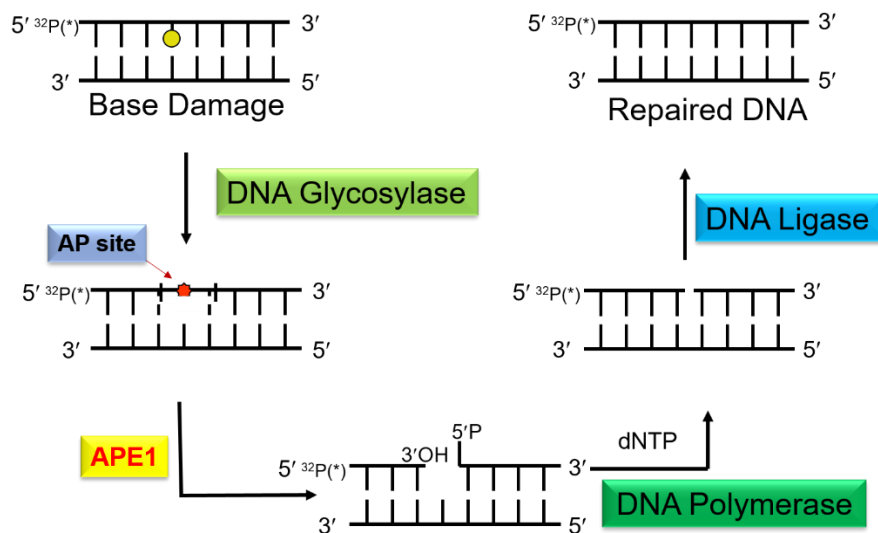 5′ ³²P(*) 3′
3′ 5′
Base Damage
5′ ³²P(*) 3′
3′ 5′
Repaired DNA
DNA Glycosylase
DNA Ligase
AP site
5′ ³²P(*) 3′
3′ 5′
5′ ³²P(*) 3′
3′ 5′
APE1
5′P
3′OH
5′ ³²P(*) 3′
3′ 5′
dNTP
DNA Polymerase